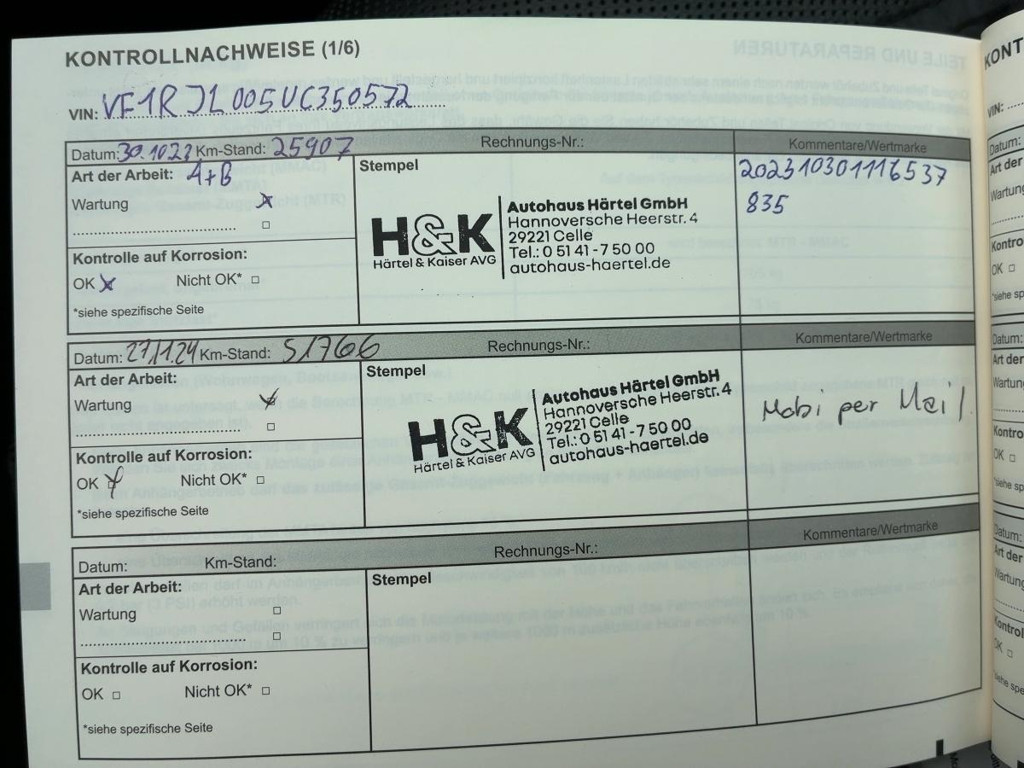 KONTROLLNACHWEISE (1/6)
VIN: VF1RJL005UC350572
Datum: 30.10.23 Km-Stand: 25907 Rechnungs-Nr.: Kommentare/Wertmarke
Art der Arbeit: A+B
Wartung
Stempel
H&K
Härtel & Kaiser AVG
Autohaus Härtel GmbH
Hannoversche Heerstr. 4
29221 Celle
Tel.: 0 51 41 - 7 50 00
autohaus-haertel.de
202310301116537
835
Kontrolle auf Korrosion:
OK Nicht OK*
*siehe spezifische Seite
Datum: 27.11.24 Km-Stand: 51766 Rechnungs-Nr.: Kommentare/Wertmarke
Art der Arbeit:
Wartung
Stempel
H&K
Härtel & Kaiser AVG
Autohaus Härtel GmbH
Hannoversche Heerstr. 4
29221 Celle
Tel.: 0 51 41 - 7 50 00
autohaus-haertel.de
Mobi per Mail
Kontrolle auf Korrosion:
OK Nicht OK*
*siehe spezifische Seite
Datum: Km-Stand: Rechnungs-Nr.: Kommentare/Wertmarke
Art der Arbeit:
Wartung
Stempel
Kontrolle auf Korrosion:
OK Nicht OK*
*siehe spezifische Seite